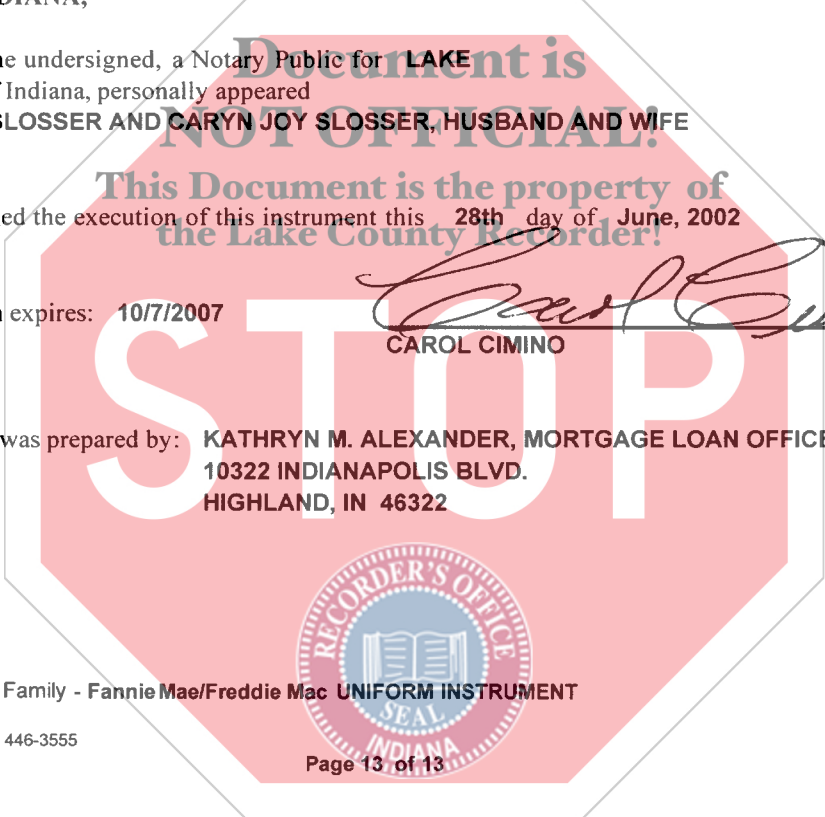 DIANA,
e undersigned, a Notary Public for LAKE
Document is
Indiana, personally appeared
SLOSSER AND CARYN JOY SLOSSER, HUSBAND AND WIFE
NOT OFFICIAL!
This Document is the property of
ed the execution of this instrument this 28th day of June, 2002
the Lake County Recorder!
expires: 10/7/2007
Carol
CAROL CIMINO
STOP
was prepared by: KATHRYN M. ALEXANDER, MORTGAGE LOAN OFFICE
10322 INDIANAPOLIS BLVD.
HIGHLAND, IN 46322
RECORDER'S OFFICE
Family - Fannie Mae/Freddie Mac UNIFORM INSTRUMENT
SEAL
446-3555
INDIANA
Page 13 of 13